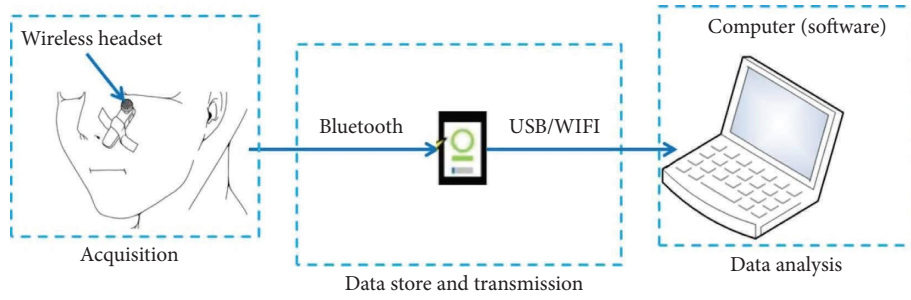 Wireless headset
Acquisition
Bluetooth
USB/WIFI
Data store and transmission
Computer (software)
Data analysis